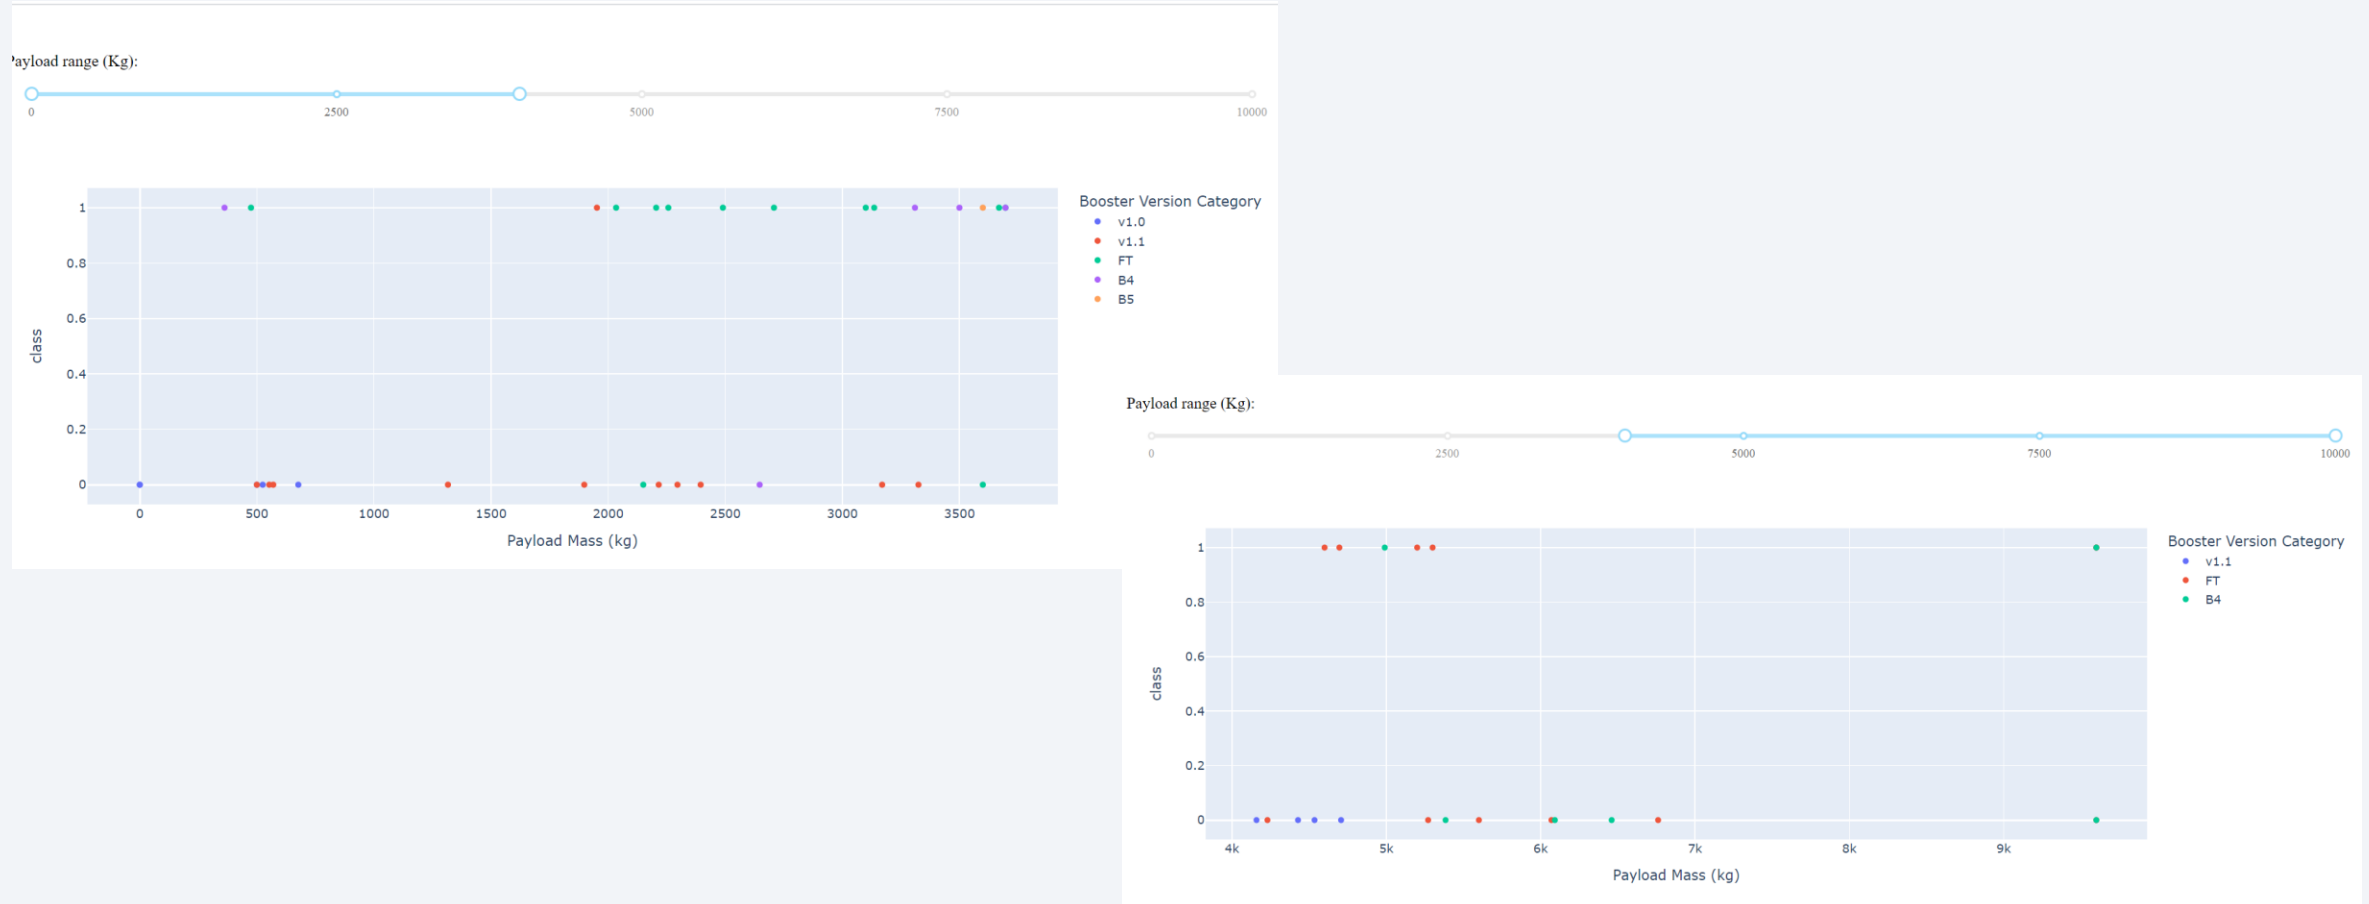 Payload range (Kg):
0 2500 5000 7500 10000
Booster Version Category
v1.0
v1.1
FT
B4
B5
1
0.8
0.6
0.4
0.2
0
class
0 500 1000 1500 2000 2500 3000 3500
Payload Mass (kg)
Payload range (Kg):
0 2500 5000 7500 10000
Booster Version Category
v1.1
FT
B4
1
0.8
0.6
0.4
0.2
0
class
4k 5k 6k 7k 8k 9k
Payload Mass (kg)